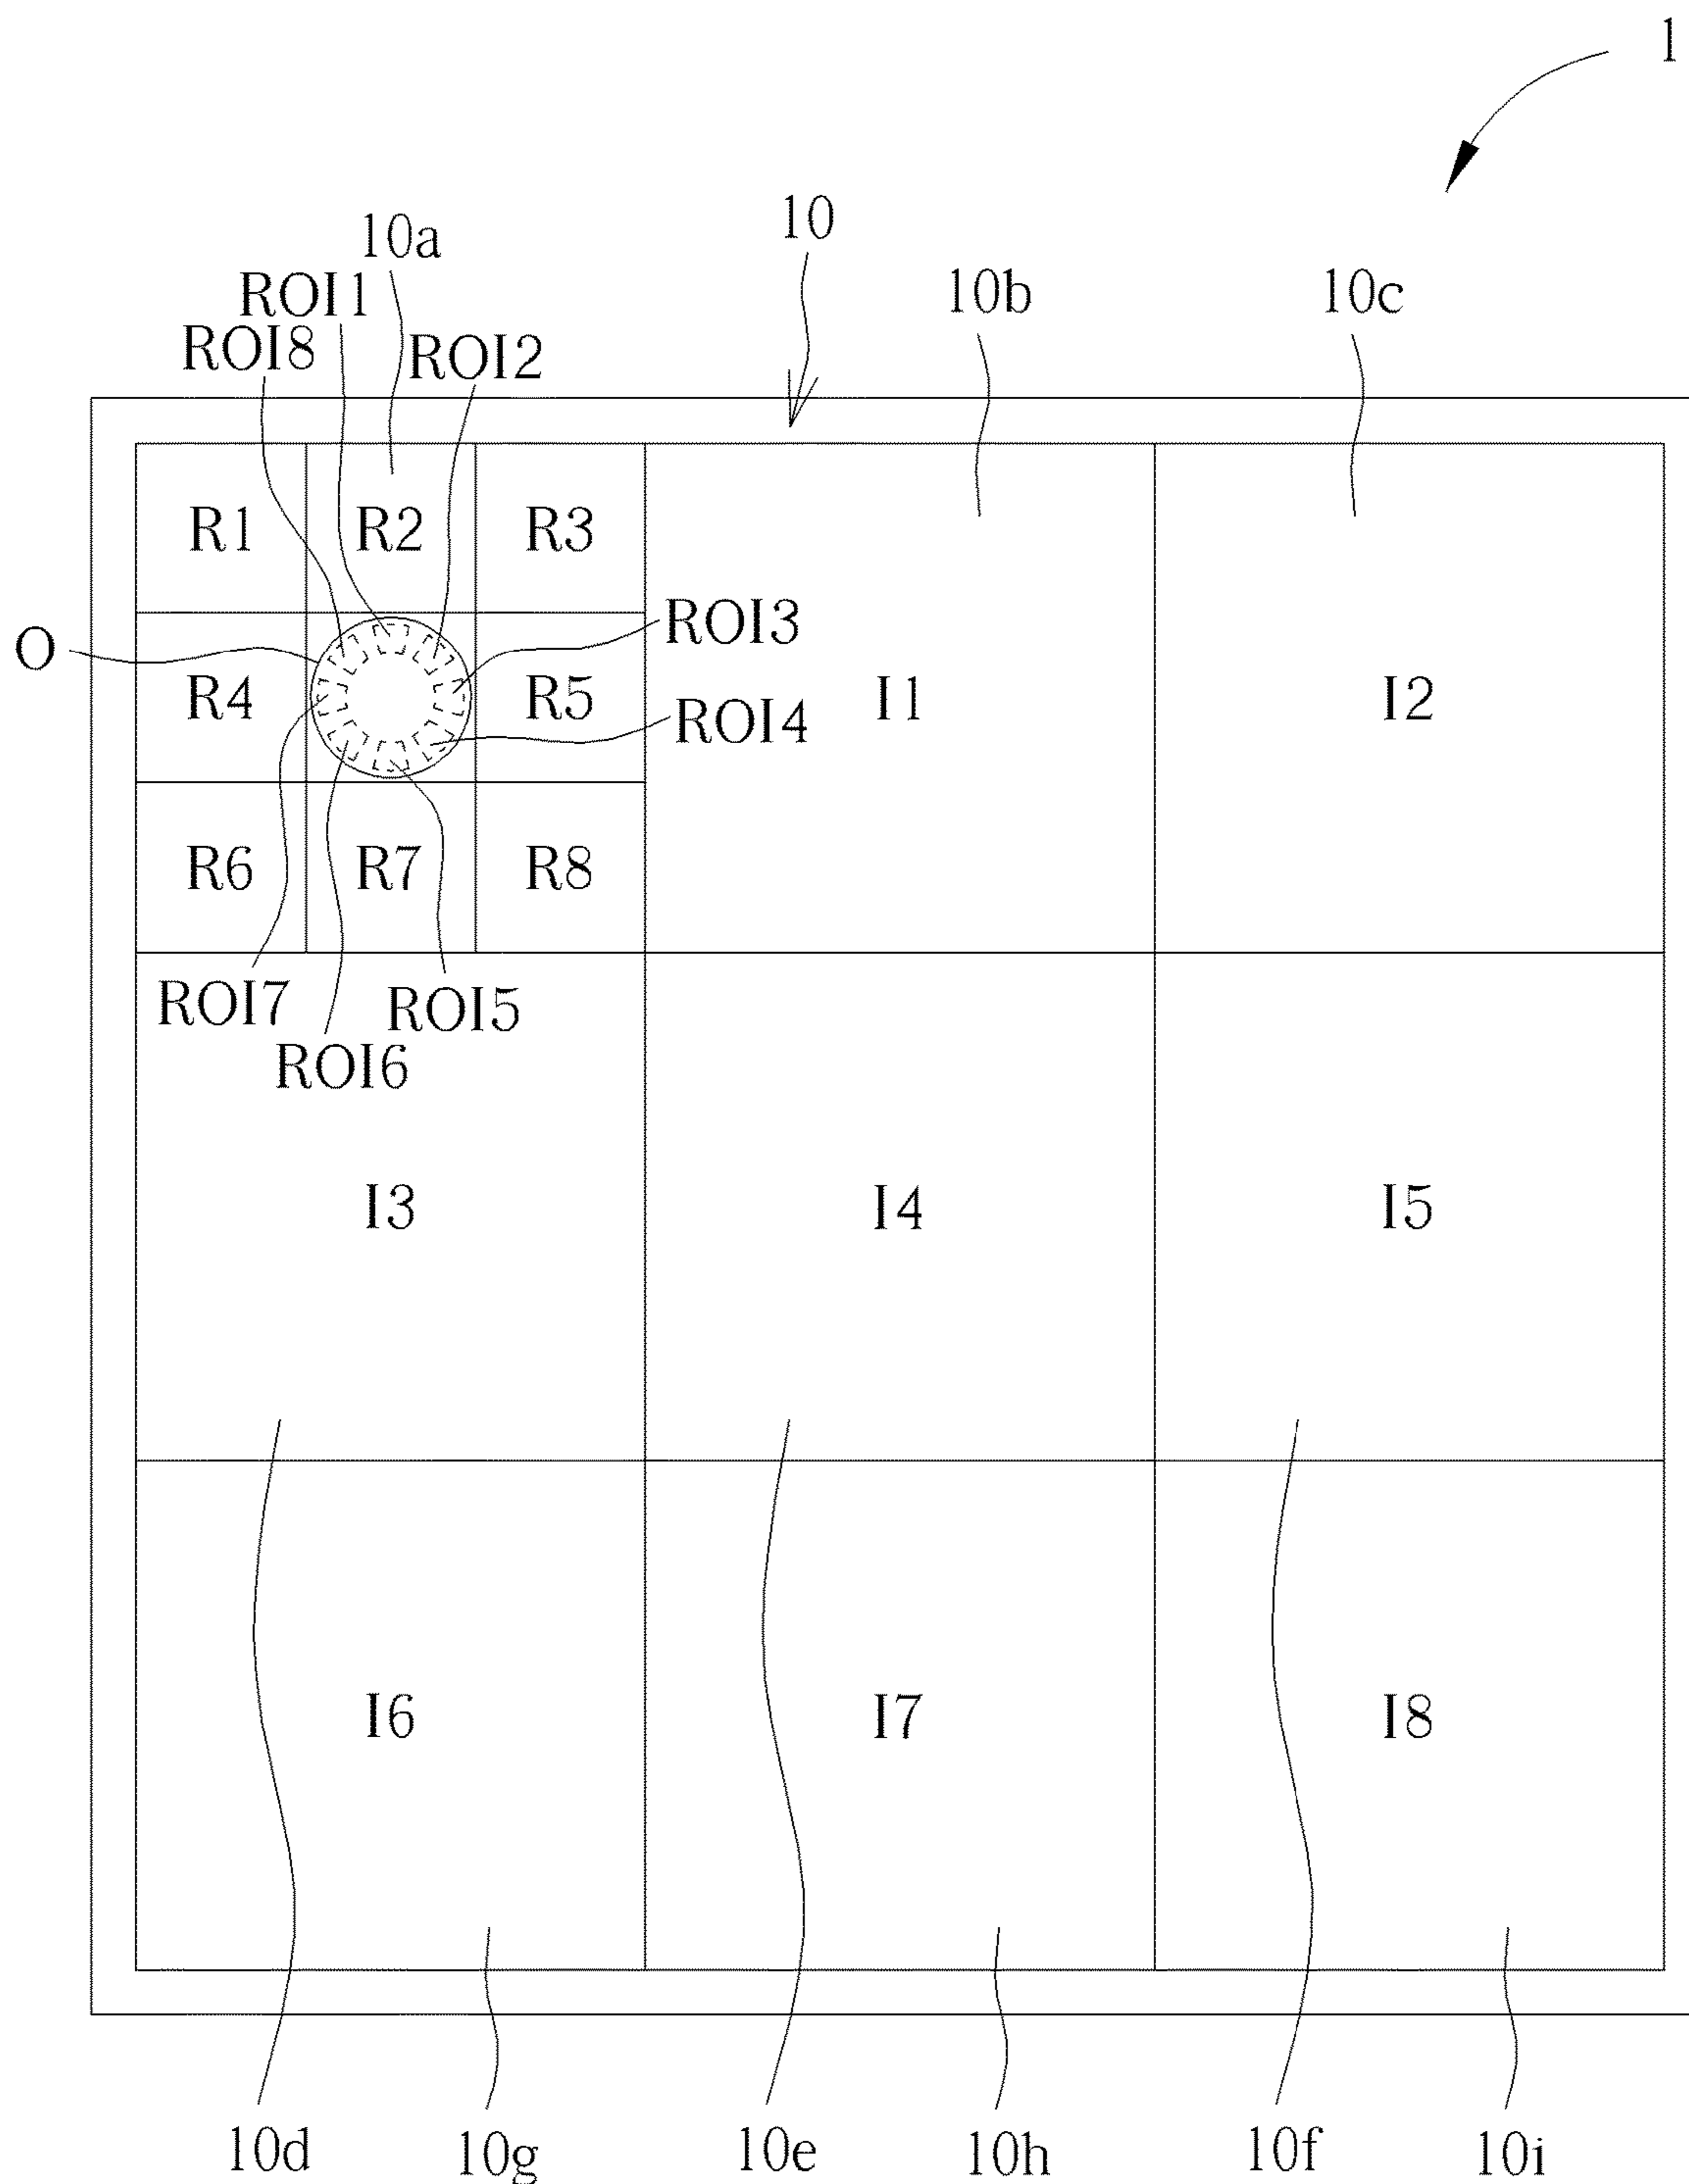 1
10
10a
ROI1
10b
10c
ROI8
ROI2
R1
R2
R3
ROI3
O
R4
R5
I1
I2
ROI4
R6
R7
R8
ROI7
ROI5
ROI6
I3
I4
I5
I6
I7
I8
10d
10g
10e
10h
10f
10i